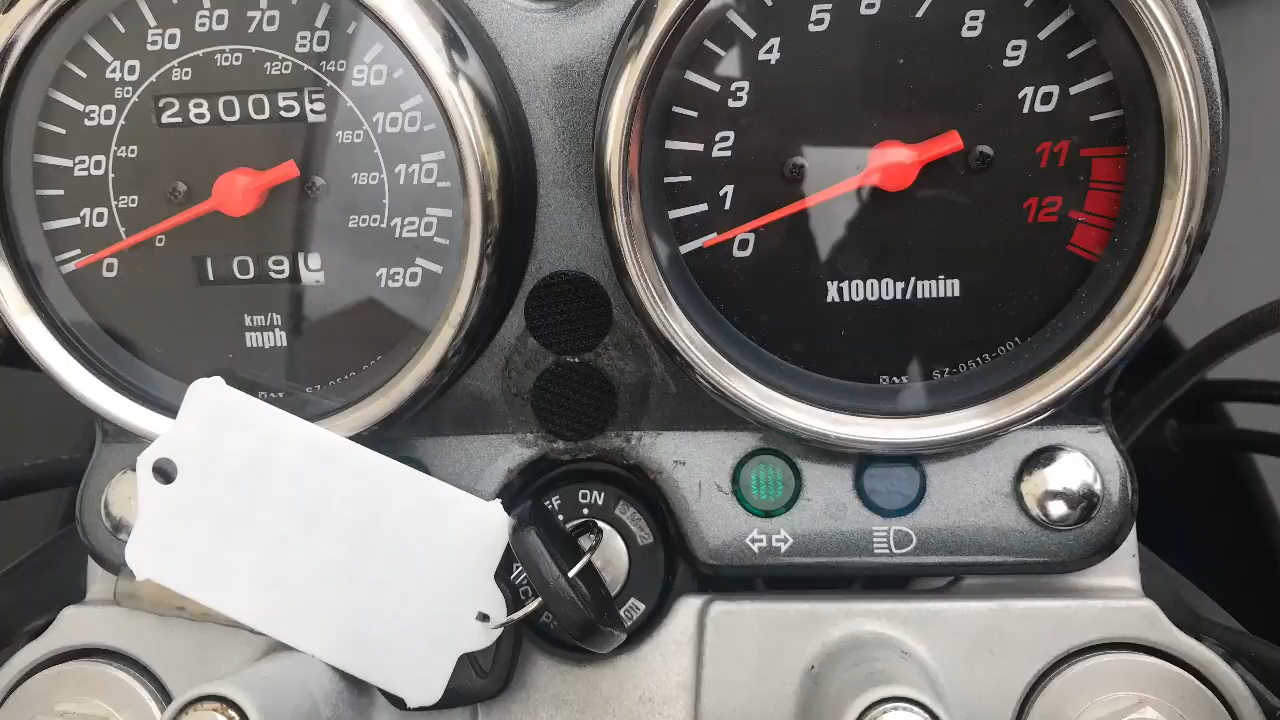 50 60 70 80
40 90
30 100
20 110
10 120
0 130
0 20 40 60 80 100 120 140 160 180 200
280055
1090
km/h
mph
0 1 2 3 4 5 6 7 8 9 10 11 12
X1000r/min
SZ-0513-001
ON